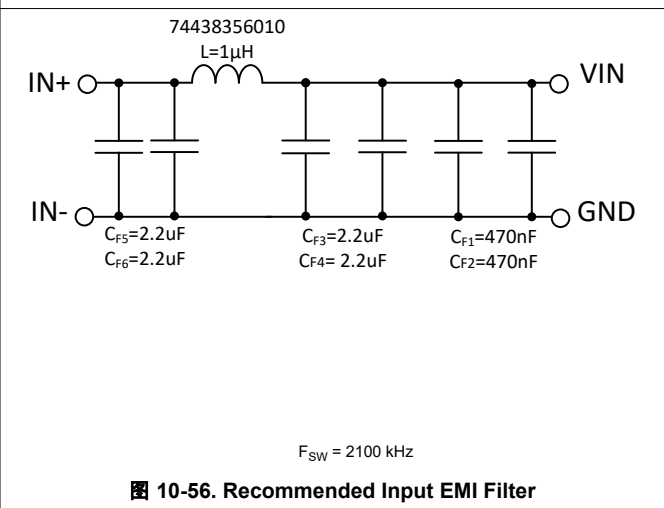 74438356010
L=1µH
IN+
VIN
IN-
GND
CF5=2.2uF
CF6=2.2uF
CF3=2.2uF
CF4= 2.2uF
CF1=470nF
CF2=470nF
FSW = 2100 kHz
图 10-56. Recommended Input EMI Filter